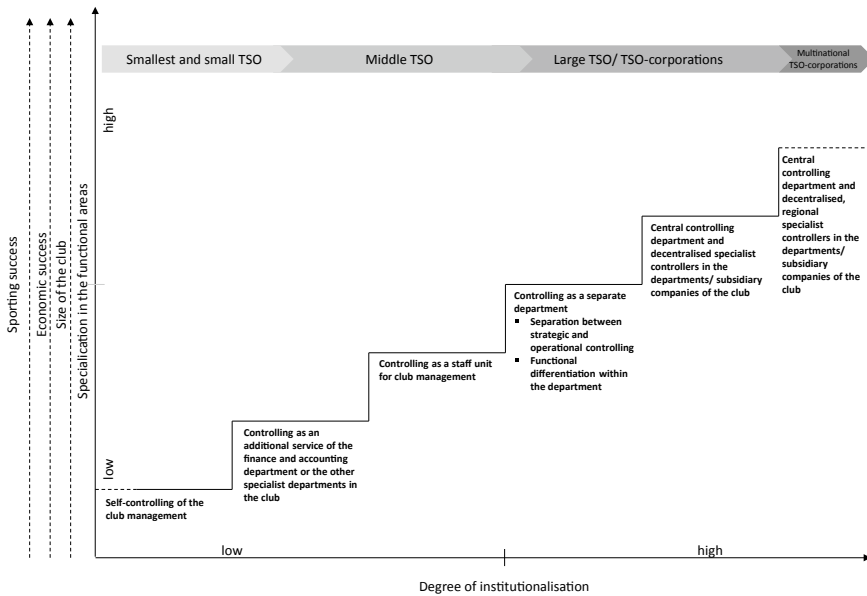 Smallest and small TSO
Middle TSO
Large TSO/ TSO-corporations
Multinational
TSO-corporations
Sporting success
Economic success
Size of the club
Specialication in the functional areas
high
low
Self-controlling of the
club management
Controlling as an
additional service of the
finance and accounting
department or the other
specialist departments in
the club
Controlling as a staff unit
for club management
Controlling as a separate
department
▪ Separation between
strategic and
operational controlling
▪ Functional
differentiation within
the department
Central controlling
department and
decentralised specialist
controllers in the
departments/ subsidiary
companies of the club
Central
controlling
department and
decentralised,
regional
specialist
controllers in the
departments/
subsidiary
companies of the
club
low
high
Degree of institutionalisation